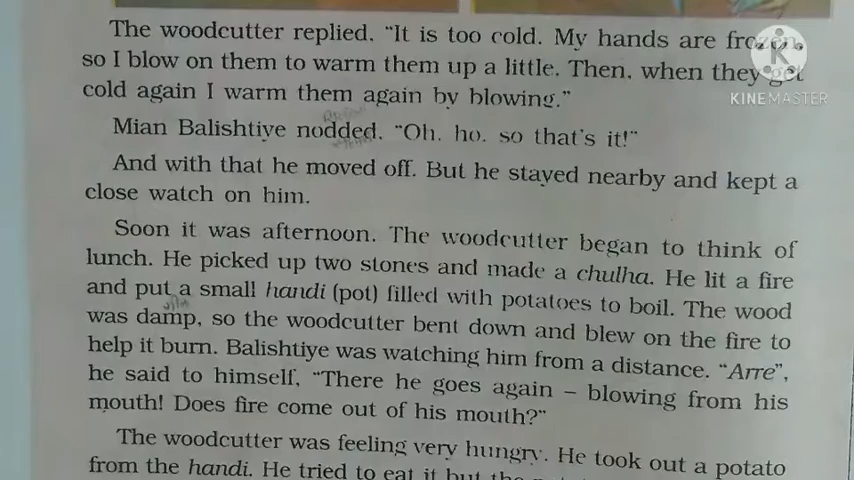 The woodcutter replied. "It is too cold. My hands are frozen,
so I blow on them to warm them up a little. Then, when they get
cold again I warm them again by blowing."
Mian Balishtiye nodded. "Oh, ho, so that's it!"
And with that he moved off. But he stayed nearby and kept a
close watch on him.
Soon it was afternoon. The woodcutter began to think of
lunch. He picked up two stones and made a chulha. He lit a fire
and put a small handi (pot) filled with potatoes to boil. The wood
was damp, so the woodcutter bent down and blew on the fire to
help it burn. Balishtiye was watching him from a distance. "Arre",
he said to himself, "There he goes again – blowing from his
mouth! Does fire come out of his mouth?"
The woodcutter was feeling very hungry. He took out a potato
from the handi. He tried to eat it but the
K
KINEMASTER